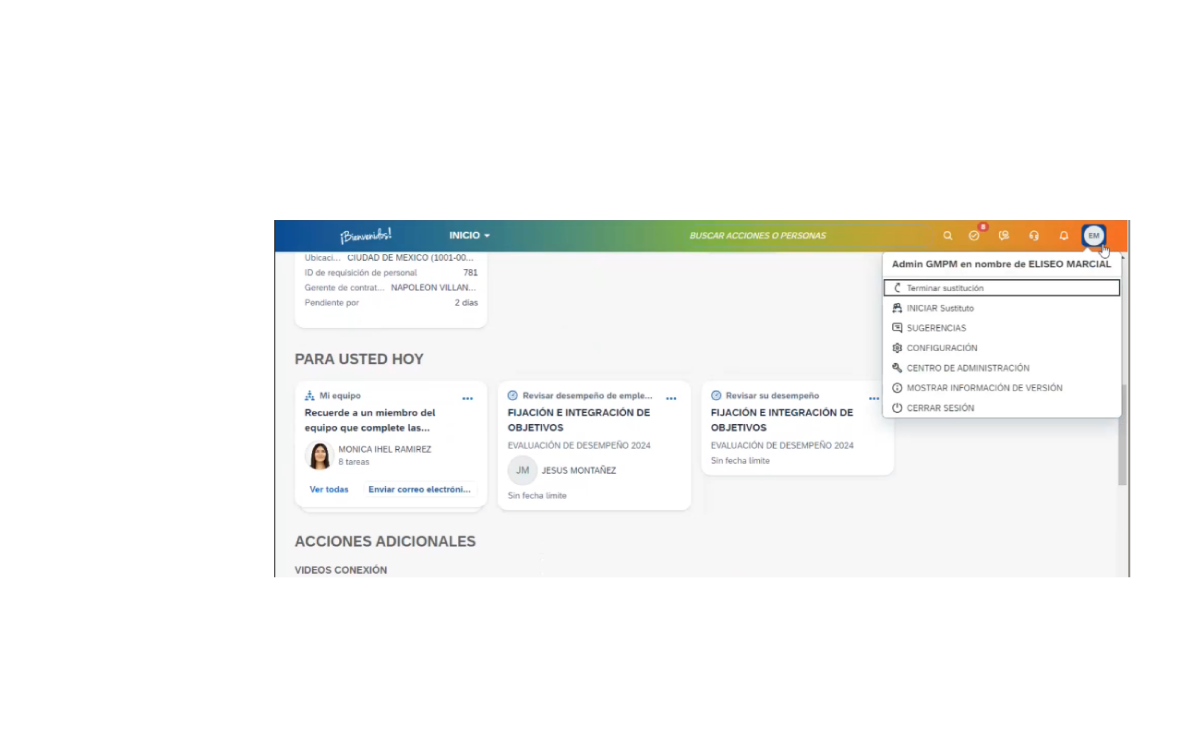 ¡Bienvenid@s!
INICIO
BUSCAR ACCIONES O PERSONAS
8
EM
Ubicaci... CIUDAD DE MEXICO (1001-00...
ID de requisición de personal 781
Gerente de contrat... NAPOLEON VILLAN...
Pendiente por 2 días
Admin GMPM en nombre de ELISEO MARCIAL
Terminar sustitución
INICIAR Sustituto
SUGERENCIAS
CONFIGURACIÓN
CENTRO DE ADMINISTRACIÓN
MOSTRAR INFORMACIÓN DE VERSIÓN
CERRAR SESIÓN
PARA USTED HOY
Mi equipo
Recuerde a un miembro del
equipo que complete las...
MONICA IHEL RAMIREZ
8 tareas
Ver todas Enviar correo electróni...
Revisar desempeño de emple...
FIJACIÓN E INTEGRACIÓN DE
OBJETIVOS
EVALUACIÓN DE DESEMPEÑO 2024
JM JESUS MONTAÑEZ
Sin fecha límite
Revisar su desempeño
FIJACIÓN E INTEGRACIÓN DE
OBJETIVOS
EVALUACIÓN DE DESEMPEÑO 2024
Sin fecha límite
ACCIONES ADICIONALES
VIDEOS CONEXIÓN